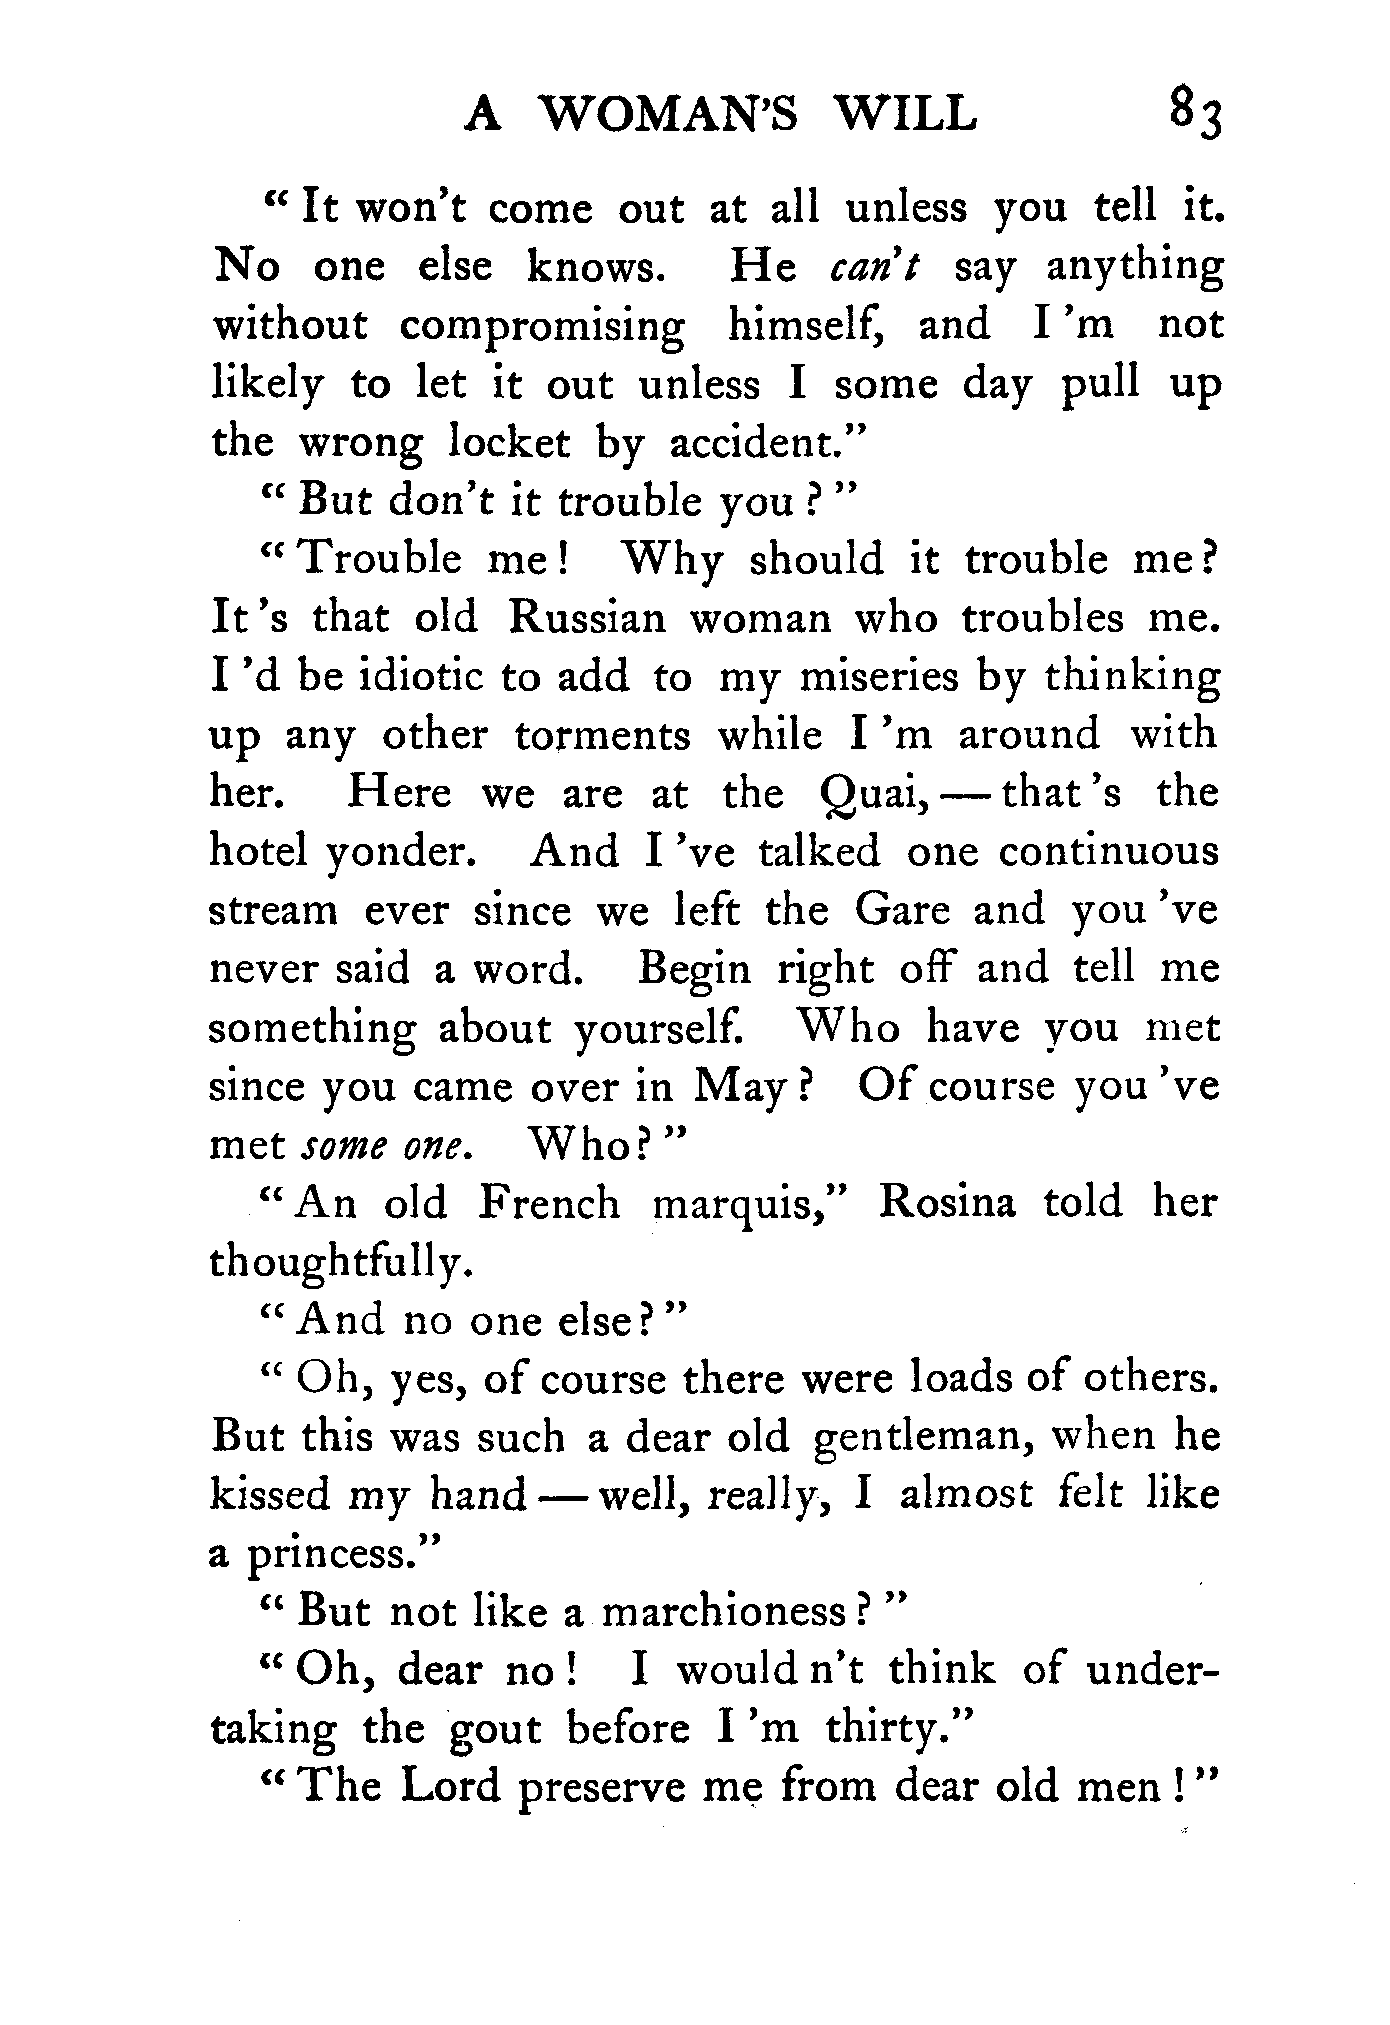 A WOMAN'S WILL 83
“ It won't come out at all unless you tell it.
No one else knows. He can't say anything
without compromising himself, and I 'm not
likely to let it out unless I some day pull up
the wrong locket by accident.”
“ But don't it trouble you ? ”
“ Trouble me ! Why should it trouble me ?
It 's that old Russian woman who troubles me.
I 'd be idiotic to add to my miseries by thinking
up any other torments while I 'm around with
her. Here we are at the Quai, — that 's the
hotel yonder. And I 've talked one continuous
stream ever since we left the Gare and you 've
never said a word. Begin right off and tell me
something about yourself. Who have you met
since you came over in May ? Of course you 've
met some one. Who? ”
“ An old French marquis,” Rosina told her
thoughtfully.
“ And no one else? ”
“ Oh, yes, of course there were loads of others.
But this was such a dear old gentleman, when he
kissed my hand — well, really, I almost felt like
a princess.”
“ But not like a marchioness ? ”
“ Oh, dear no ! I would n't think of under-
taking the gout before I 'm thirty.”
“ The Lord preserve me from dear old men ! ”